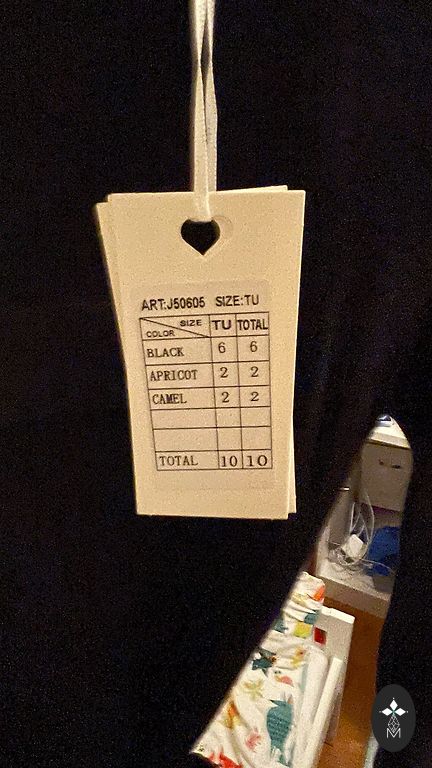 ART:J50605 SIZE:TU
SIZE TU TOTAL
COLOR
BLACK 6 6
APRICOT 2 2
CAMEL 2 2
TOTAL 10 10
M